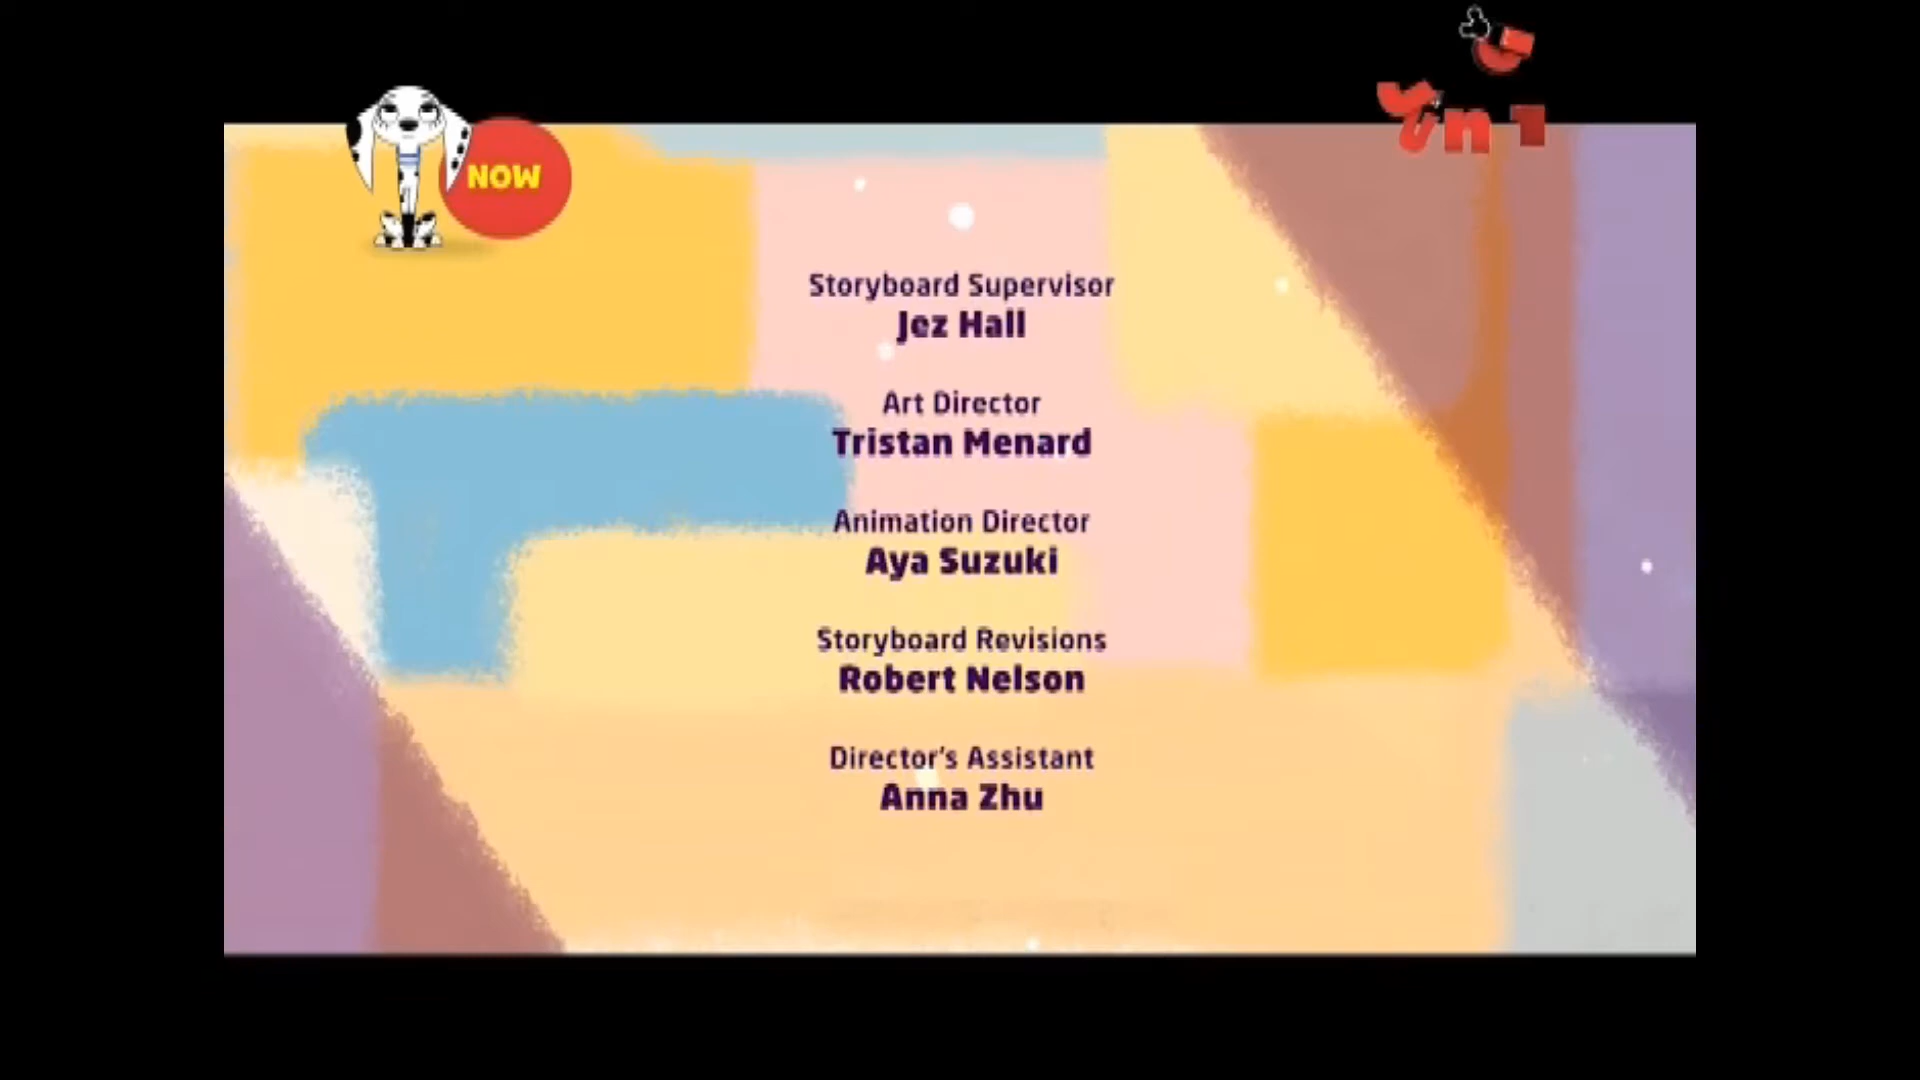 NOW
Storyboard Supervisor
Jez Hall
Art Director
Tristan Menard
Animation Director
Aya Suzuki
Storyboard Revisions
Robert Nelson
Director's Assistant
Anna Zhu